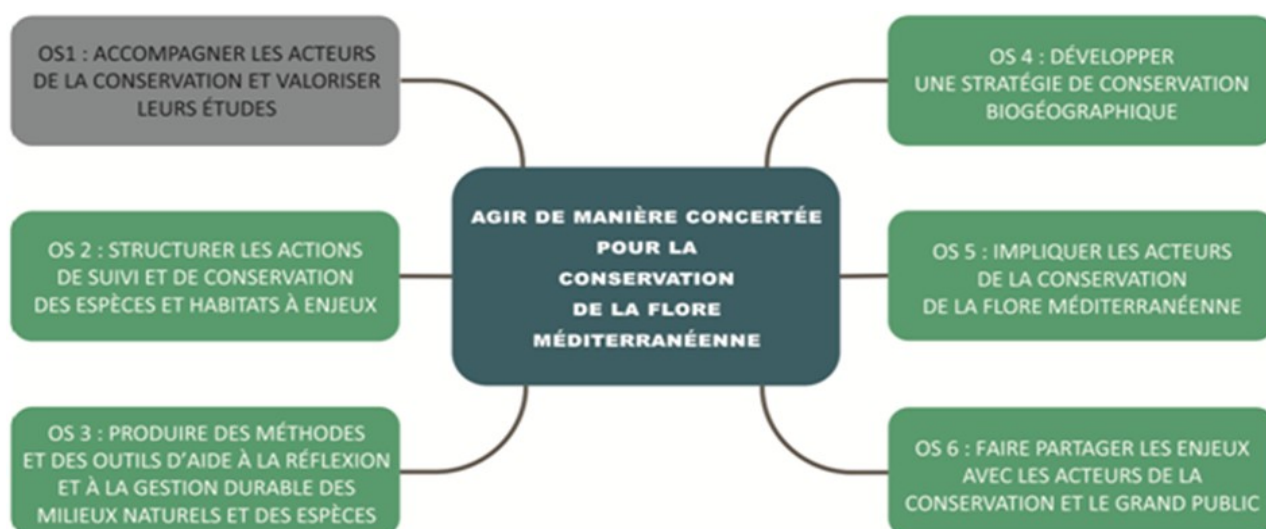 OS1 : ACCOMPAGNER LES ACTEURS
DE LA CONSERVATION ET VALORISER
LEURS ÉTUDES
OS 2 : STRUCTURER LES ACTIONS
DE SUIVI ET DE CONSERVATION
DES ESPÈCES ET HABITATS À ENJEUX
OS 3 : PRODUIRE DES MÉTHODES
ET DES OUTILS D'AIDE À LA RÉFLEXION
ET À LA GESTION DURABLE DES
MILIEUX NATURELS ET DES ESPÈCES
AGIR DE MANIÈRE CONCERTÉE
POUR LA
CONSERVATION
DE LA FLORE
MÉDITERRANÉENNE
OS 4 : DÉVELOPPER
UNE STRATÉGIE DE CONSERVATION
BIOGÉOGRAPHIQUE
OS 5 : IMPLIQUER LES ACTEURS
DE LA CONSERVATION
DE LA FLORE MÉDITERRANÉENNE
OS 6 : FAIRE PARTAGER LES ENJEUX
AVEC LES ACTEURS DE LA
CONSERVATION ET LE GRAND PUBLIC